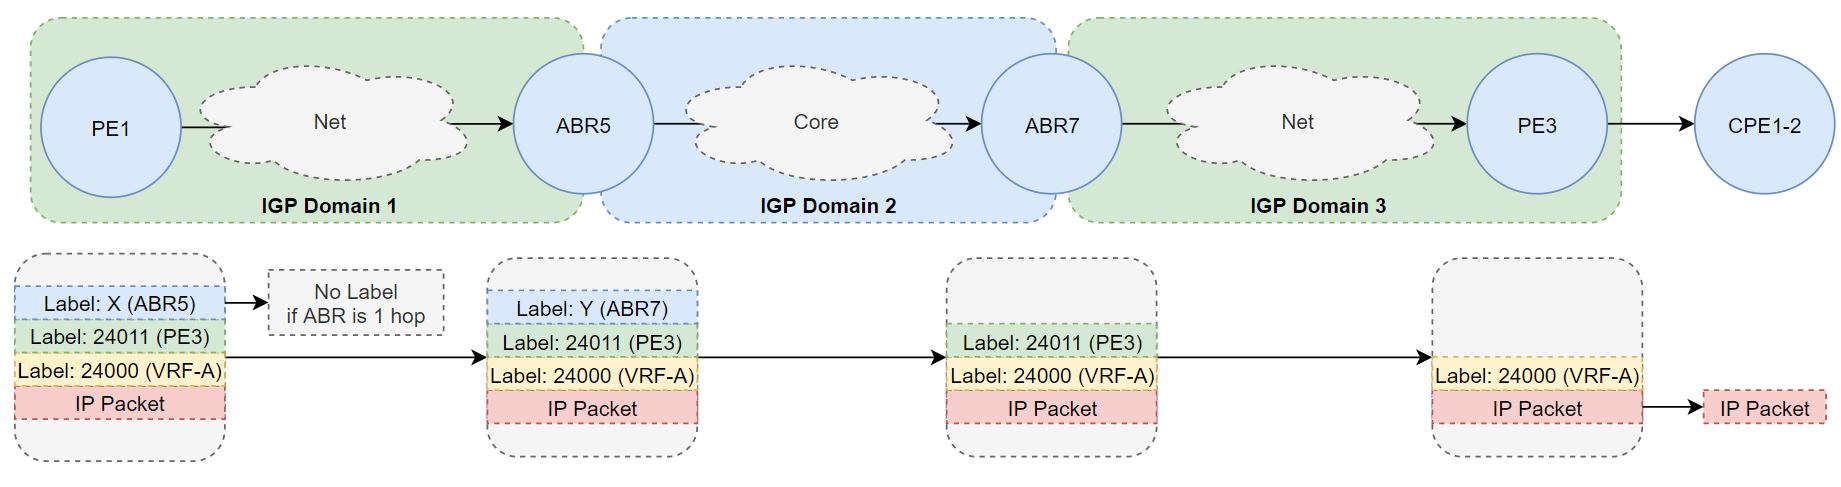 PE1
Net
ABR5
Core
ABR7
Net
PE3
CPE1-2
IGP Domain 1
IGP Domain 2
IGP Domain 3
Label: X (ABR5)
Label: 24011 (PE3)
Label: 24000 (VRF-A)
IP Packet
No Label
if ABR is 1 hop
Label: Y (ABR7)
Label: 24011 (PE3)
Label: 24000 (VRF-A)
IP Packet
Label: 24011 (PE3)
Label: 24000 (VRF-A)
IP Packet
Label: 24000 (VRF-A)
IP Packet
IP Packet